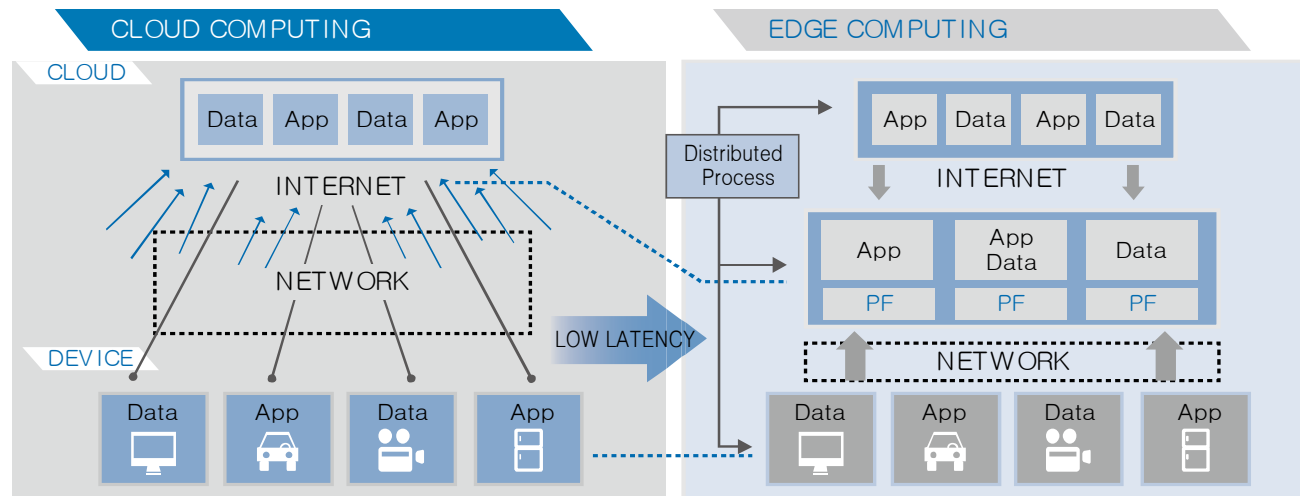 CLOUD COMPUTING
CLOUD
Data App Data App
INTERNET
NETWORK
DEVICE
Data App Data App
LOW LATENCY
EDGE COMPUTING
Distributed
Process
App Data App Data
INTERNET
App
App
Data
Data
PF PF PF
NETWORK
Data App Data App